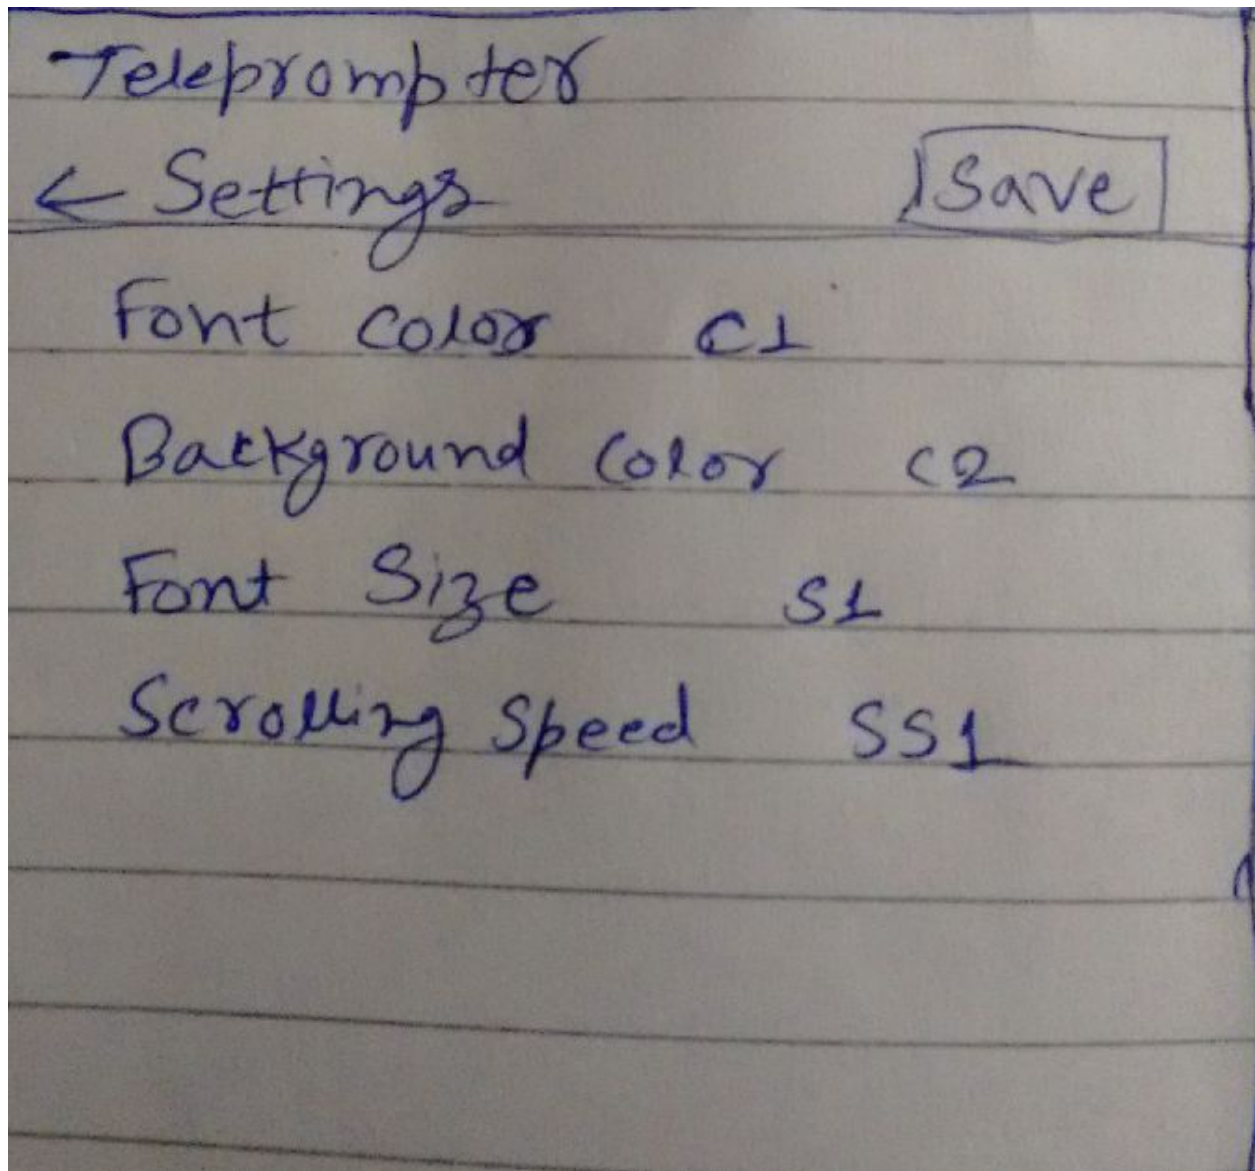 Teleprompter
← Settings Save
Font Color C1
Background Color C2
Font Size S1
Scrolling Speed SS1